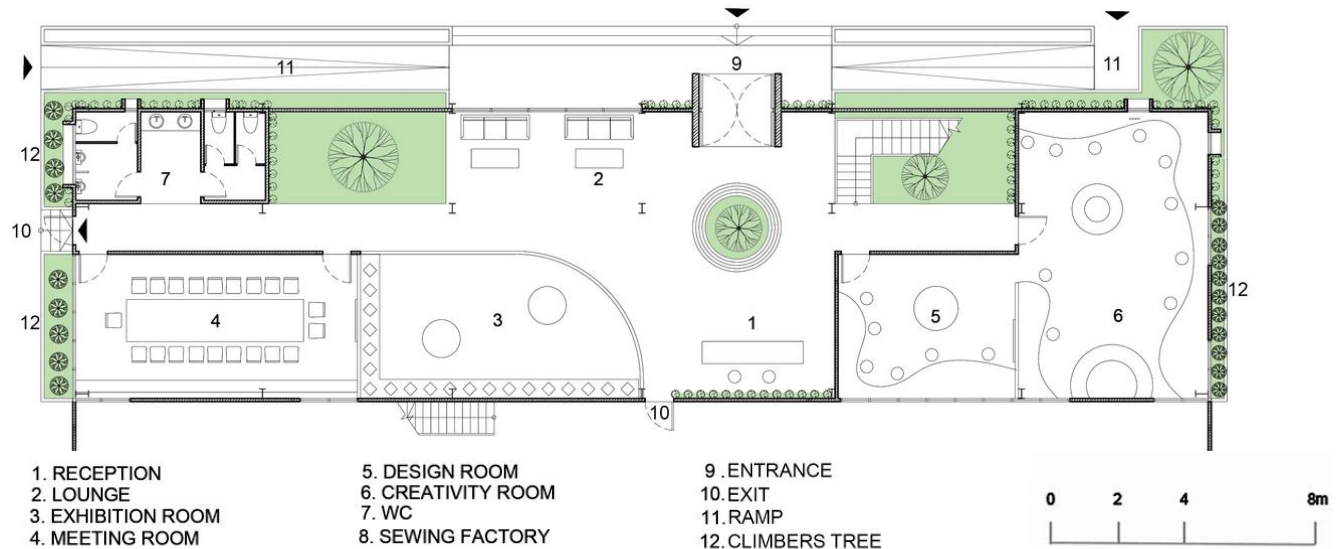 9
11
11
12
7
2
10
12
4
3
1
5
6
12
10
1. RECEPTION
2. LOUNGE
3. EXHIBITION ROOM
4. MEETING ROOM
5. DESIGN ROOM
6. CREATIVITY ROOM
7. WC
8. SEWING FACTORY
9 .ENTRANCE
10.EXIT
11.RAMP
12.CLIMBERS TREE
0 2 4 8m